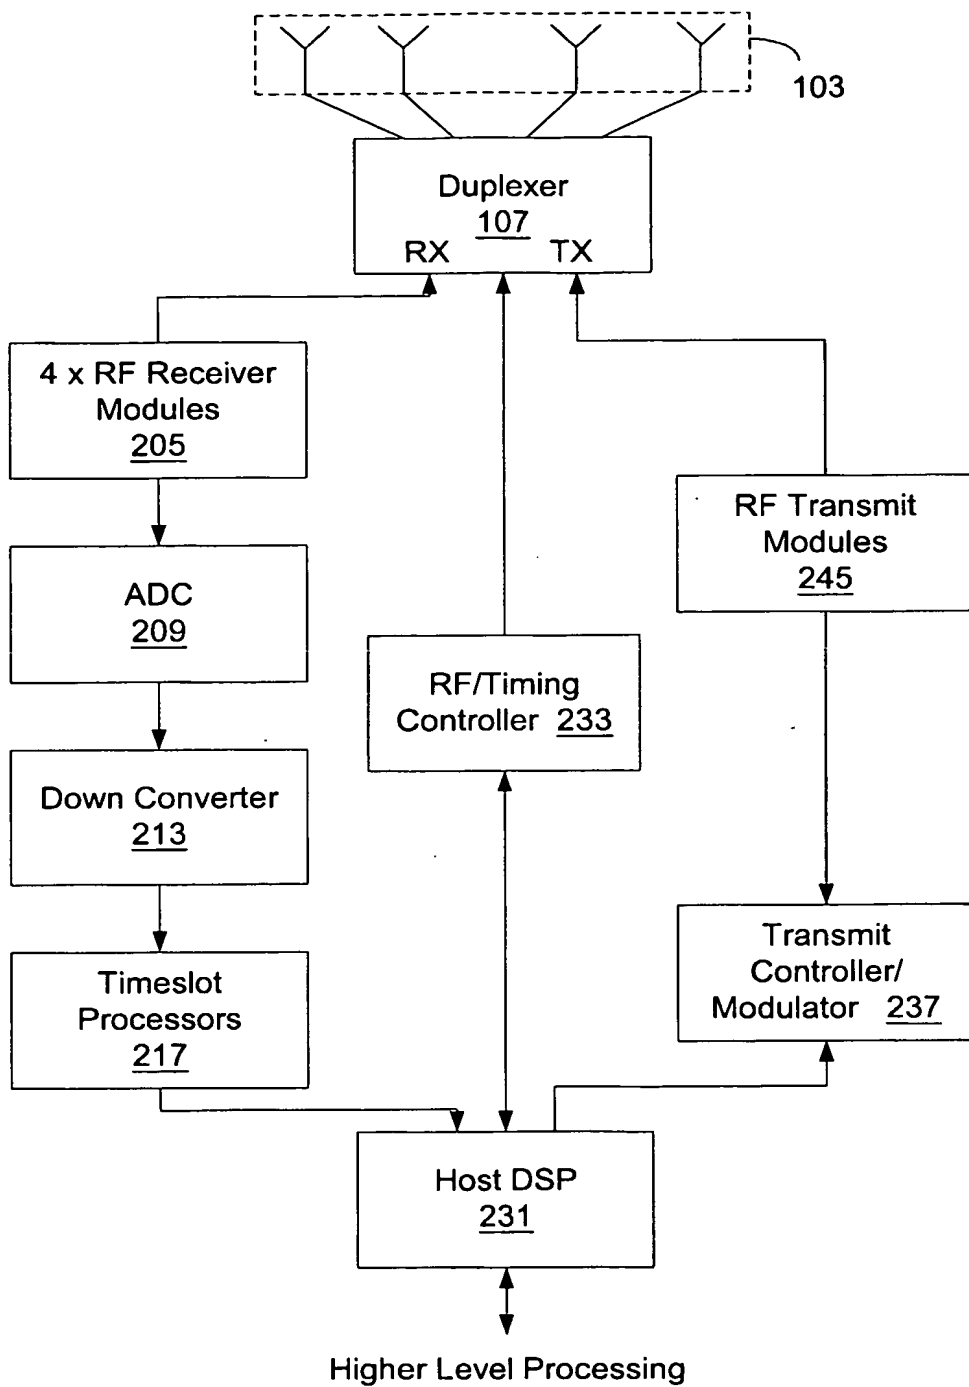 103
Duplexer
107
RX TX
4 x RF Receiver
Modules
205
ADC
209
Down Converter
213
Timeslot
Processors
217
RF/Timing
Controller 233
RF Transmit
Modules
245
Transmit
Controller/
Modulator 237
Host DSP
231
Higher Level Processing